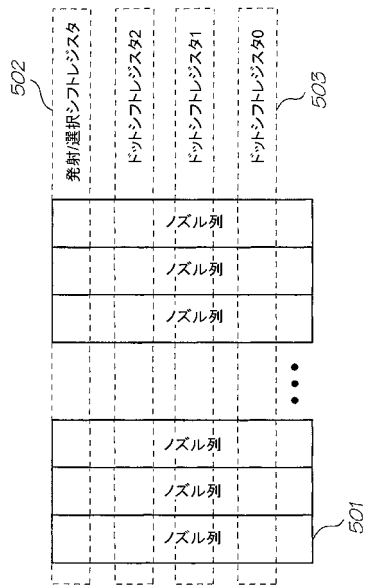 502
発射/選択シフトレジスタ
ドットシフトレジスタ2
ドットシフトレジスタ1
ドットシフトレジスタ0
503
ノズル列
ノズル列
ノズル列
ノズル列
ノズル列
ノズル列
501